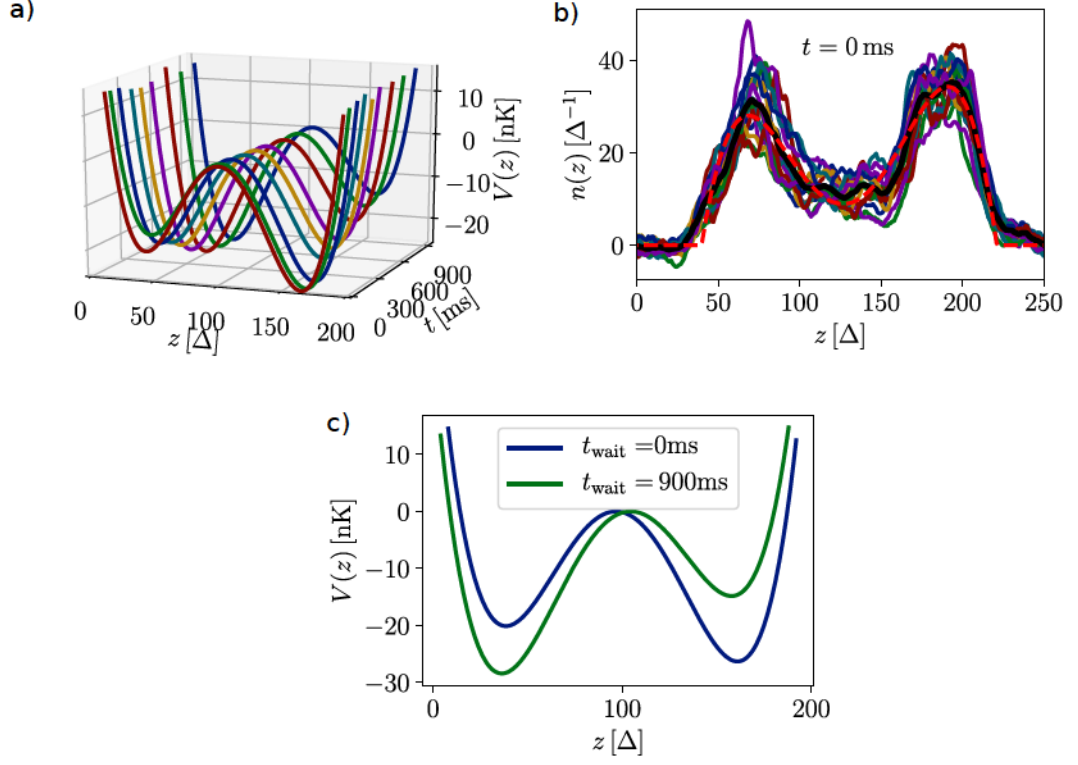 a)
10
0
−10
−20
V(z) [nK]
0
50
100
150
200
z [Δ]
0
300
600
900
t [ms]
b)
t = 0 ms
40
20
0
n(z) [Δ⁻¹]
0 50 100 150 200 250
z [Δ]
c)
t_wait =0ms
t_wait = 900ms
10
0
−10
−20
−30
V(z) [nK]
0 100 200
z [Δ]